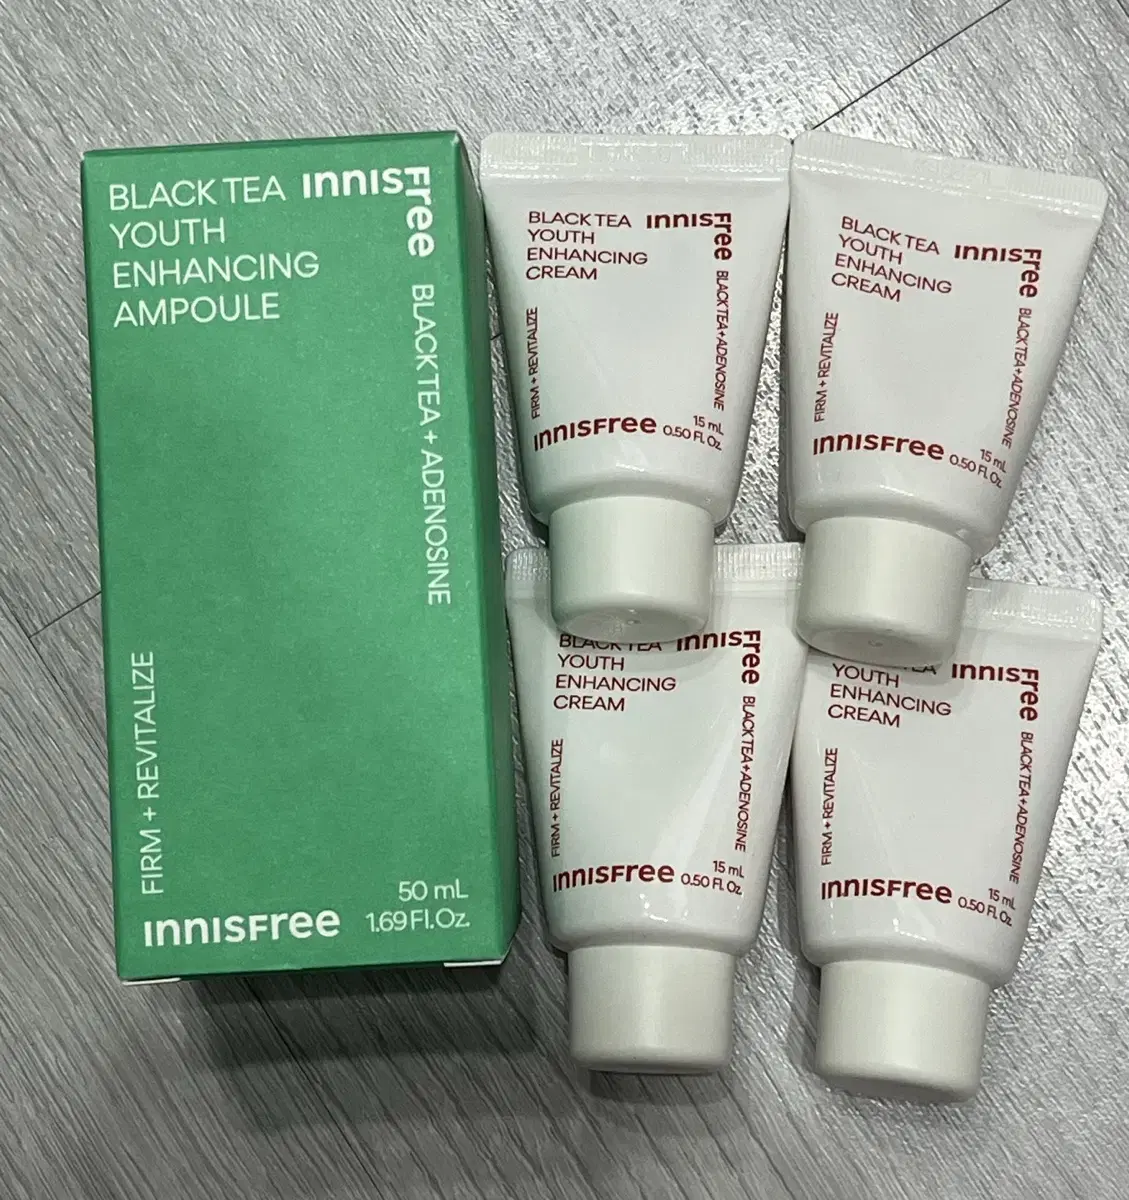 BLACK TEA
YOUTH
ENHANCING
AMPOULE
INNISFree
BLACK TEA + ADENOSINE
FIRM + REVITALIZE
INNISFree
50 mL
1.69 Fl.Oz.
BLACK TEA
YOUTH
ENHANCING
CREAM
INNISFree
BLACK TEA + ADENOSINE
FIRM + REVITALIZE
INNISFree
15 mL
0.50 Fl. Oz.
BLACK TEA
YOUTH
ENHANCING
CREAM
INNISFree
BLACK TEA + ADENOSINE
FIRM + REVITALIZE
INNISFree
15 mL
0.50 Fl. Oz.
BLACK TEA
YOUTH
ENHANCING
CREAM
INNISFree
BLACK TEA + ADENOSINE
FIRM + REVITALIZE
INNISFree
15 mL
0.50 Fl. Oz.
YOUTH
ENHANCING
CREAM
INNISFree
BLACK TEA + ADENOSINE
FIRM + REVITALIZE
INNISFree
15 mL
0.50 Fl. Oz.